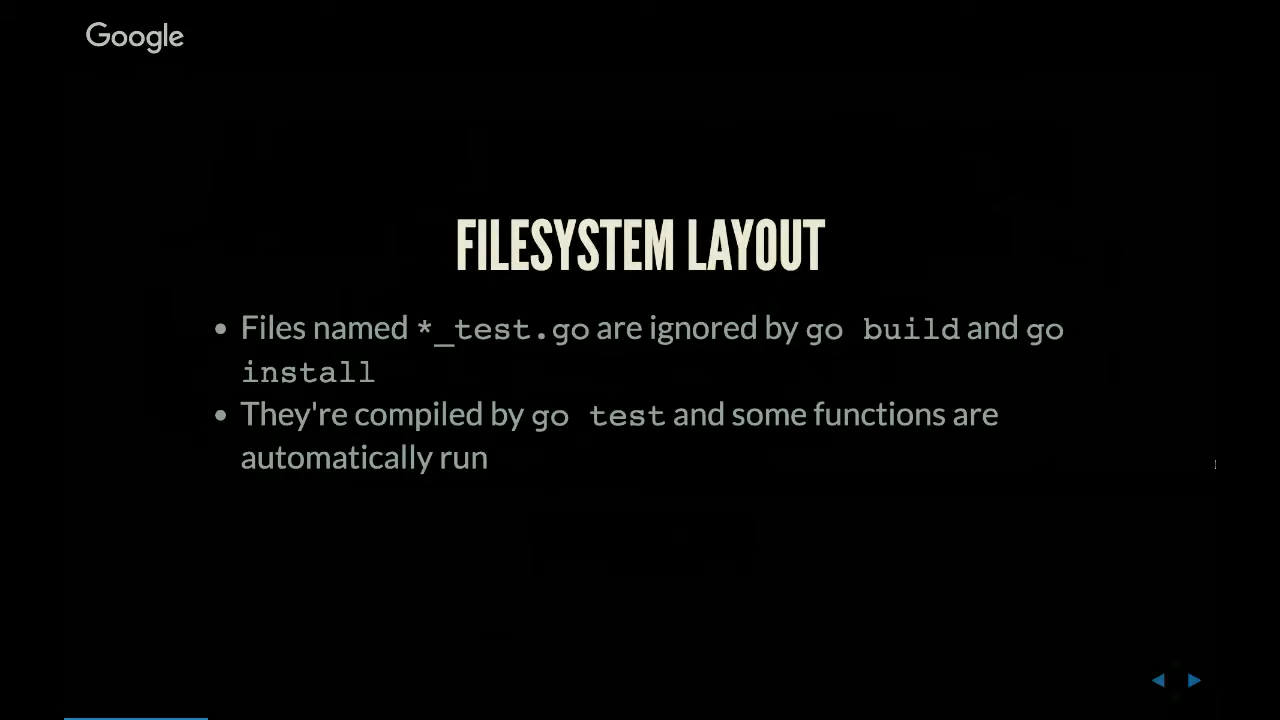 Google
FILESYSTEM LAYOUT
• Files named *_test.go are ignored by go build and go
install
• They're compiled by go test and some functions are
automatically run